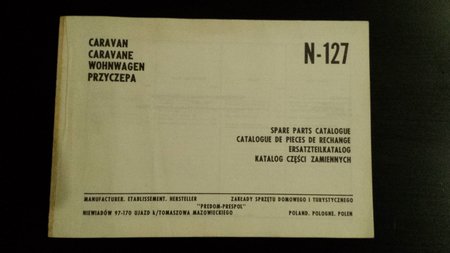 CARAVAN
CARAVANE
WOHNWAGEN
PRZYCZEPA
N-127
SPARE PARTS CATALOGUE
CATALOGUE DE PIECES DE RECHANGE
ERSATZTEILKATALOG
KATALOG CZĘŚCI ZAMIENNYCH
MANUFACTURER. ETABLISSEMENT. HERSTELLER ZAKŁADY SPRZĘTU DOMOWEGO I TURYSTYCZNEGO
"PREDOM-PRESPOL"
NIEWIADÓW 97-170 UJAZD k/TOMASZOWA MAZOWIECKIEGO POLAND. POLOGNE. POLEN